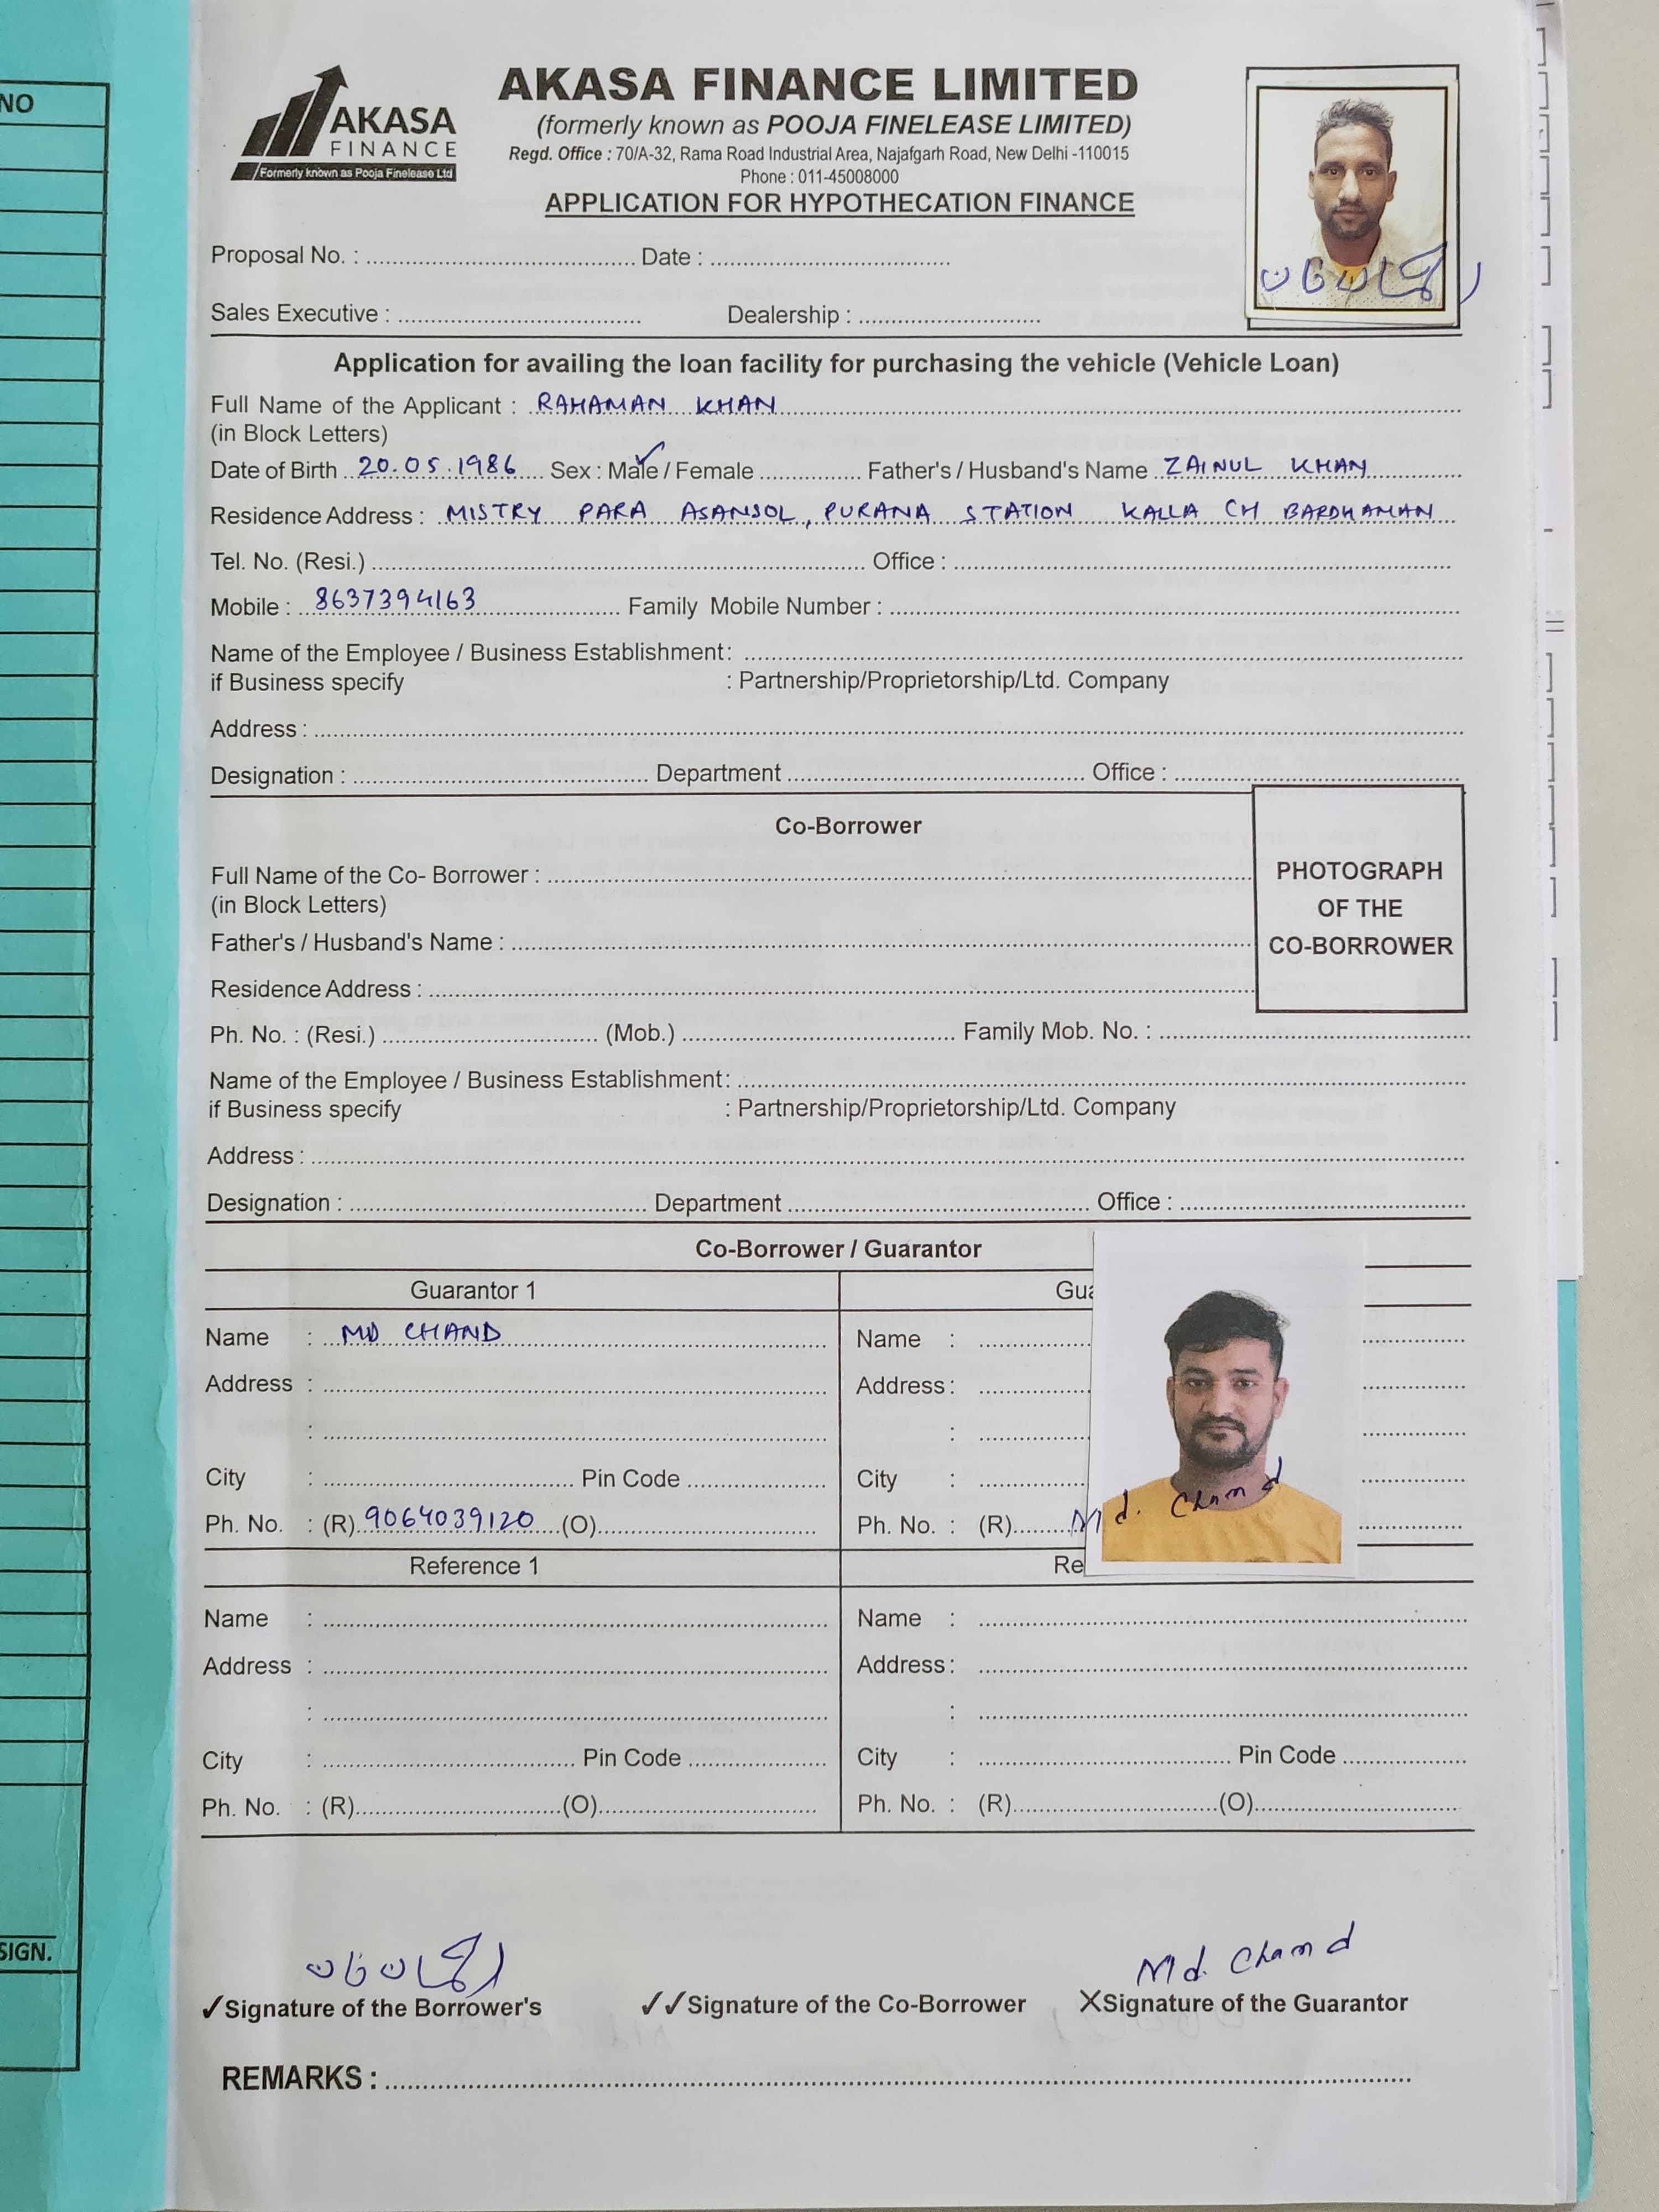 NO
AKASA
FINANCE
Formerly known as Pooja Finelease Ltd
AKASA FINANCE LIMITED
(formerly known as POOJA FINELEASE LIMITED)
Regd. Office : 70/A-32, Rama Road Industrial Area, Najafgarh Road, New Delhi -110015
Phone : 011-45008000
APPLICATION FOR HYPOTHECATION FINANCE
Proposal No. : Date :
Sales Executive : Dealership :
Application for availing the loan facility for purchasing the vehicle (Vehicle Loan)
Full Name of the Applicant : RAHAMAN KHAN
(in Block Letters)
Date of Birth 20.05.1986 Sex : Male / Female Father's / Husband's Name ZAINUL KHAN
Residence Address : MISTRY PARA ASANSOL, PURANA STATION KALLA CH BARDHAMAN
Tel. No. (Resi.) Office :
Mobile : 8637394163 Family Mobile Number :
Name of the Employee / Business Establishment:
if Business specify : Partnership/Proprietorship/Ltd. Company
Address :
Designation : Department Office :
Co-Borrower
PHOTOGRAPH
OF THE
CO-BORROWER
Full Name of the Co- Borrower :
(in Block Letters)
Father's / Husband's Name :
Residence Address :
Ph. No. : (Resi.) (Mob.) Family Mob. No. :
Name of the Employee / Business Establishment:
if Business specify : Partnership/Proprietorship/Ltd. Company
Address :
Designation : Department Office :
Co-Borrower / Guarantor
Guarantor 1 Gua
Name : MD CHAND Name :
Address : Address :
: :
City : Pin Code City :
Ph. No. : (R) 9064039120 (O) Ph. No. : (R)
Md. Chand
Reference 1 Re
Name : Name :
Address : Address :
: :
City : Pin Code City : Pin Code
Ph. No. : (R) (O) Ph. No. : (R) (O)
SIGN.
Md. Chand
✓Signature of the Borrower's ✓✓Signature of the Co-Borrower XSignature of the Guarantor
REMARKS :